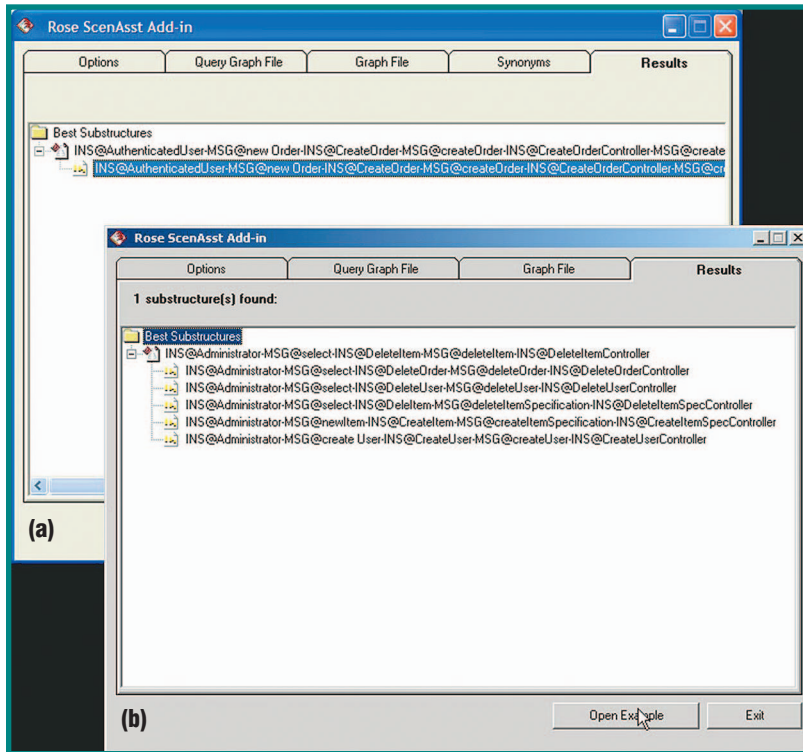 Rose ScenAsst Add-in
Options Query Graph File Graph File Synonyms Results
Best Substructures
INS@AuthenticatedUser-MSG@new Order-INS@CreateOrder-MSG@createOrder-INS@CreateOrderController-MSG@create
INS@AuthenticatedUser-MSG@new Order-INS@CreateOrder-MSG@createOrder-INS@CreateOrderController-MSG@cr
(a)
Rose ScenAsst Add-in
Options Query Graph File Graph File Results
1 substructure(s) found:
Best Substructures
INS@Administrator-MSG@select-INS@DeleteItem-MSG@deleteItem-INS@DeleteItemController
INS@Administrator-MSG@select-INS@DeleteOrder-MSG@deleteOrder-INS@DeleteOrderController
INS@Administrator-MSG@select-INS@DeleteUser-MSG@deleteUser-INS@DeleteUserController
INS@Administrator-MSG@select-INS@DeleItem-MSG@deleteItemSpecification-INS@DeleteItemSpecController
INS@Administrator-MSG@newItem-INS@CreateItem-MSG@createItemSpecification-INS@CreateItemSpecController
INS@Administrator-MSG@create User-INS@CreateUser-MSG@createUser-INS@CreateUserController
(b)
Open Example Exit